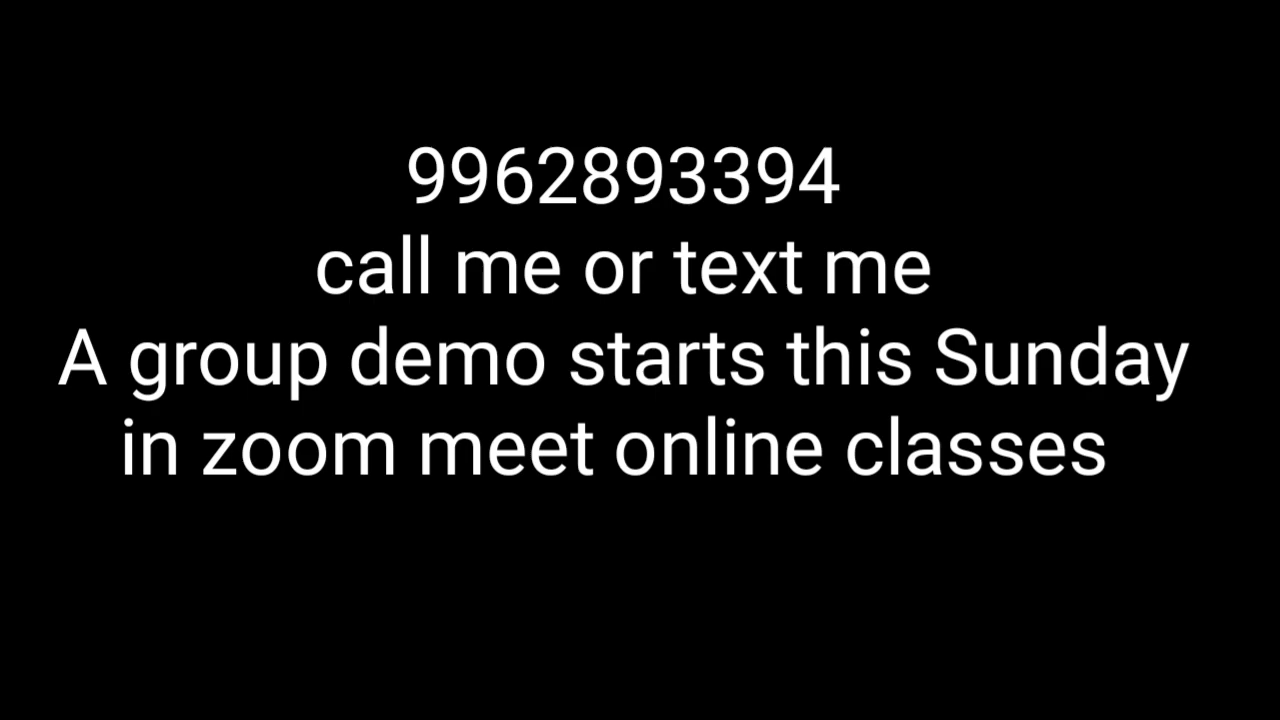 9962893394
call me or text me
A group demo starts this Sunday
in zoom meet online classes